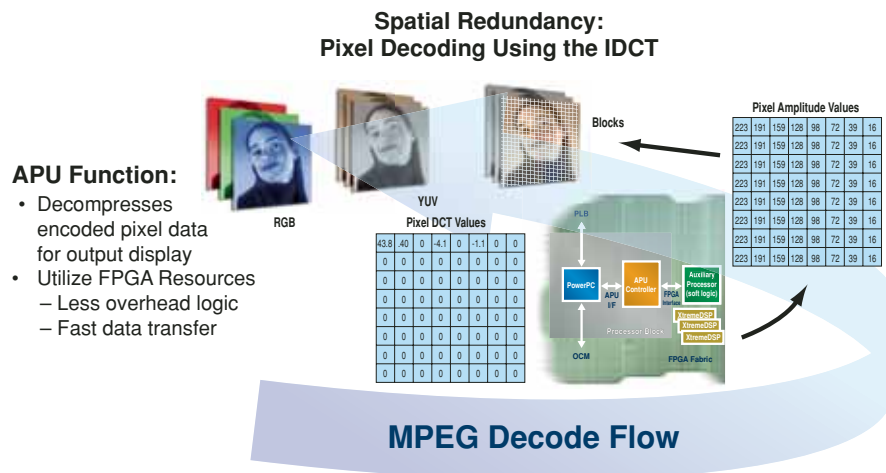 Spatial Redundancy:
Pixel Decoding Using the IDCT
Blocks
Pixel Amplitude Values
223 191 159 128 98 72 39 16
223 191 159 128 98 72 39 16
223 191 159 128 98 72 39 16
223 191 159 128 98 72 39 16
223 191 159 128 98 72 39 16
223 191 159 128 98 72 39 16
223 191 159 128 98 72 39 16
223 191 159 128 98 72 39 16
APU Function:
• Decompresses
encoded pixel data
for output display
• Utilize FPGA Resources
– Less overhead logic
– Fast data transfer
RGB
YUV
Pixel DCT Values
43.8 .40 0 -4.1 0 -1.1 0 0
0 0 0 0 0 0 0 0
0 0 0 0 0 0 0 0
0 0 0 0 0 0 0 0
0 0 0 0 0 0 0 0
0 0 0 0 0 0 0 0
0 0 0 0 0 0 0 0
0 0 0 0 0 0 0 0
PLB
PowerPC
APU
I/F
APU
Controller
FPGA
Interface
Auxiliary
Processor
(soft logic)
XtremeDSP
XtremeDSP
XtremeDSP
Processor Block
OCM
FPGA Fabric
MPEG Decode Flow